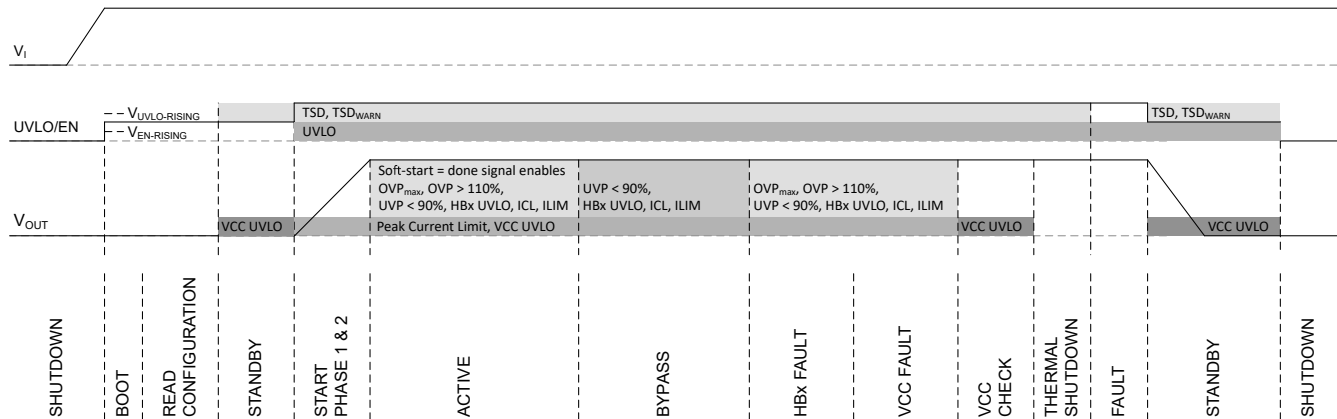 VI
VUVLO-RISING
TSD, TSDWARN
TSD, TSDWARN
UVLO/EN
VEN-RISING
UVLO
Soft-start = done signal enables
OVPmax, OVP > 110%,
UVP < 90%, HBx UVLO, ICL, ILIM
UVP < 90%,
HBx UVLO, ICL, ILIM
OVPmax, OVP > 110%,
UVP < 90%, HBx UVLO, ICL, ILIM
VOUT
VCC UVLO
Peak Current Limit, VCC UVLO
VCC UVLO
VCC UVLO
SHUTDOWN
BOOT
READ
CONFIGURATION
STANDBY
START
PHASE 1 & 2
ACTIVE
BYPASS
HBx FAULT
VCC FAULT
VCC
CHECK
THERMAL
SHUTDOWN
FAULT
STANDBY
SHUTDOWN